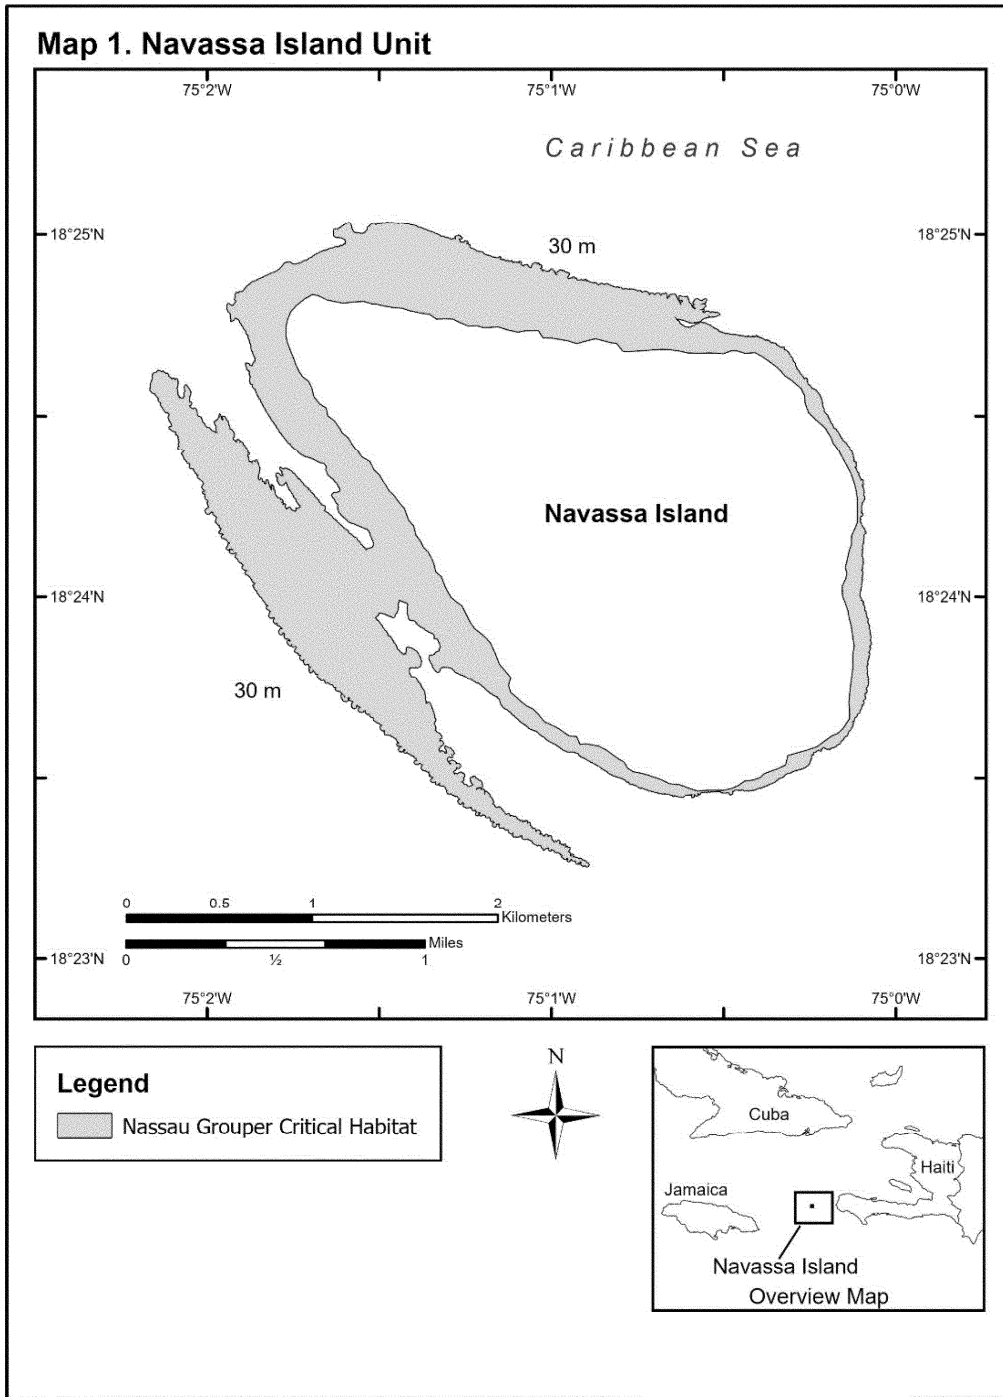 Map 1. Navassa Island Unit
75°2'W 75°1'W 75°0'W
Caribbean Sea
18°25'N 18°25'N
30 m
Navassa Island
18°24'N 18°24'N
30 m
0 0.5 1 2
Kilometers
Miles
0 ½ 1
18°23'N 18°23'N
75°2'W 75°1'W 75°0'W
Legend
Nassau Grouper Critical Habitat
N
Cuba
Haiti
Jamaica
Navassa Island
Overview Map